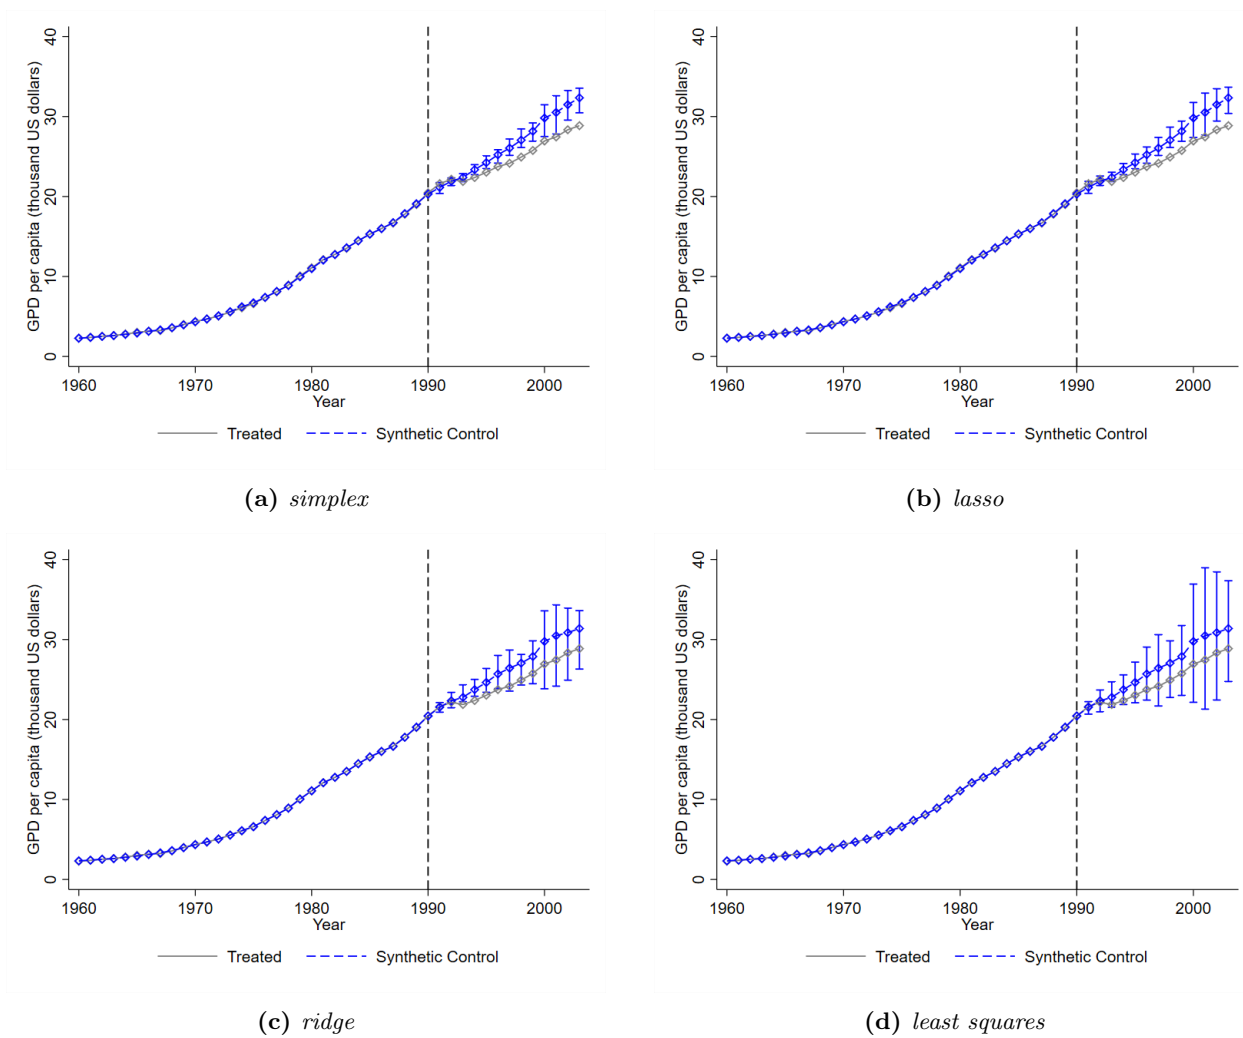 GPD per capita (thousand US dollars)
40
30
20
10
0
1960 1970 1980 1990 2000
Year
Treated Synthetic Control
(a) simplex
GPD per capita (thousand US dollars)
40
30
20
10
0
1960 1970 1980 1990 2000
Year
Treated Synthetic Control
(b) lasso
GPD per capita (thousand US dollars)
40
30
20
10
0
1960 1970 1980 1990 2000
Year
Treated Synthetic Control
(c) ridge
GPD per capita (thousand US dollars)
40
30
20
10
0
1960 1970 1980 1990 2000
Year
Treated Synthetic Control
(d) least squares